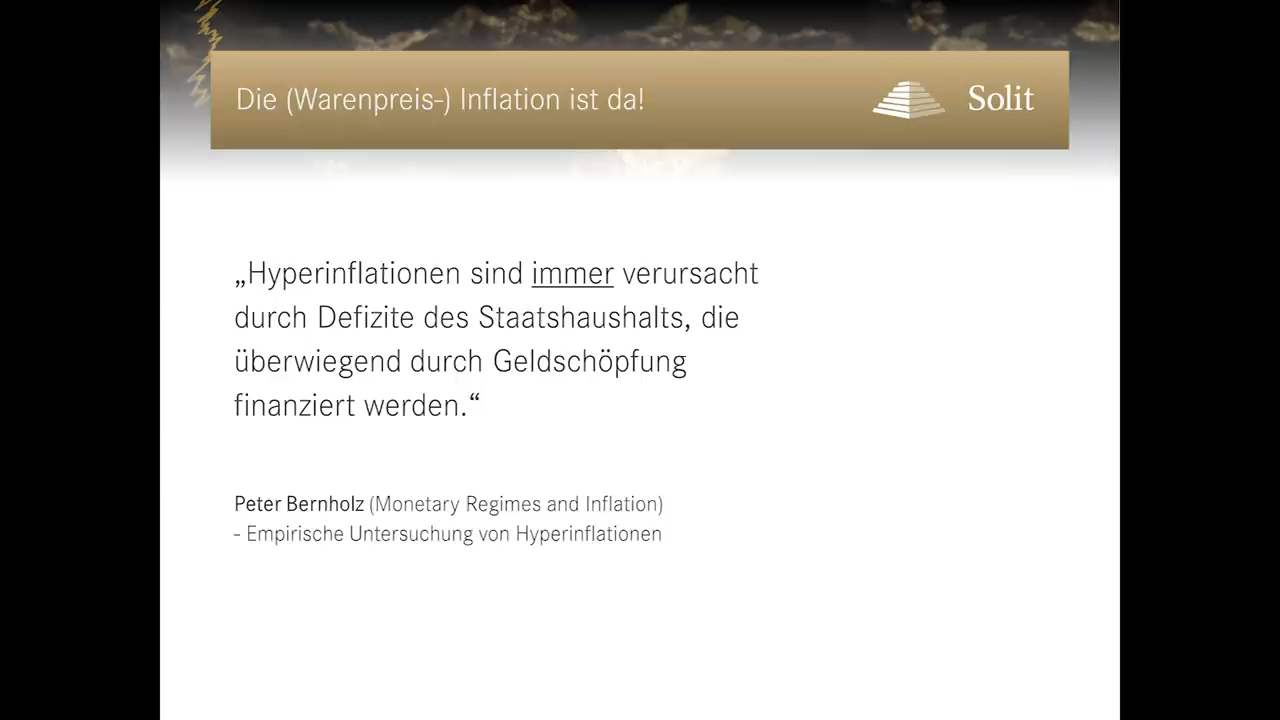 Die (Warenpreis-) Inflation ist da!
Solit
„Hyperinflationen sind immer verursacht
durch Defizite des Staatshaushalts, die
überwiegend durch Geldschöpfung
finanziert werden.“
Peter Bernholz (Monetary Regimes and Inflation)
- Empirische Untersuchung von Hyperinflationen